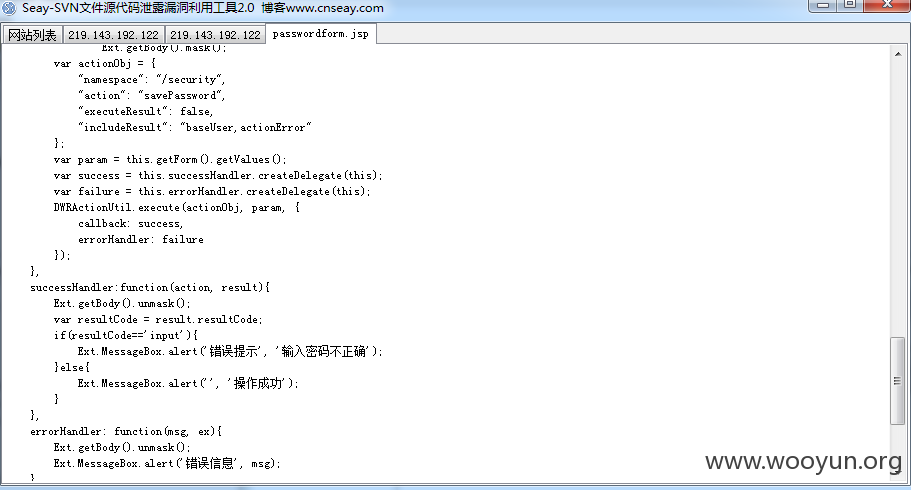 Seay-SVN文件源代码泄露漏洞利用工具2.0  博客www.cnseay.com
网站列表 219.143.192.122 219.143.192.122 passwordform.jsp
            Ext.getBody().mask();
    var actionObj = {
        "namespace": "/security",
        "action": "savePassword",
        "executeResult": false,
        "includeResult": "baseUser,actionError"
    };
    var param = this.getForm().getValues();
    var success = this.successHandler.createDelegate(this);
    var failure = this.errorHandler.createDelegate(this);
    DWRActionUtil.execute(actionObj, param, {
        callback: success,
        errorHandler: failure
    });
},
successHandler:function(action, result){
    Ext.getBody().unmask();
    var resultCode = result.resultCode;
    if(resultCode=='input'){
        Ext.MessageBox.alert('错误提示', '输入密码不正确');
    }else{
        Ext.MessageBox.alert('', '操作成功');
    }
},
errorHandler: function(msg, ex){
    Ext.getBody().unmask();
    Ext.MessageBox.alert('错误信息', msg);
}
www.wooyun.org